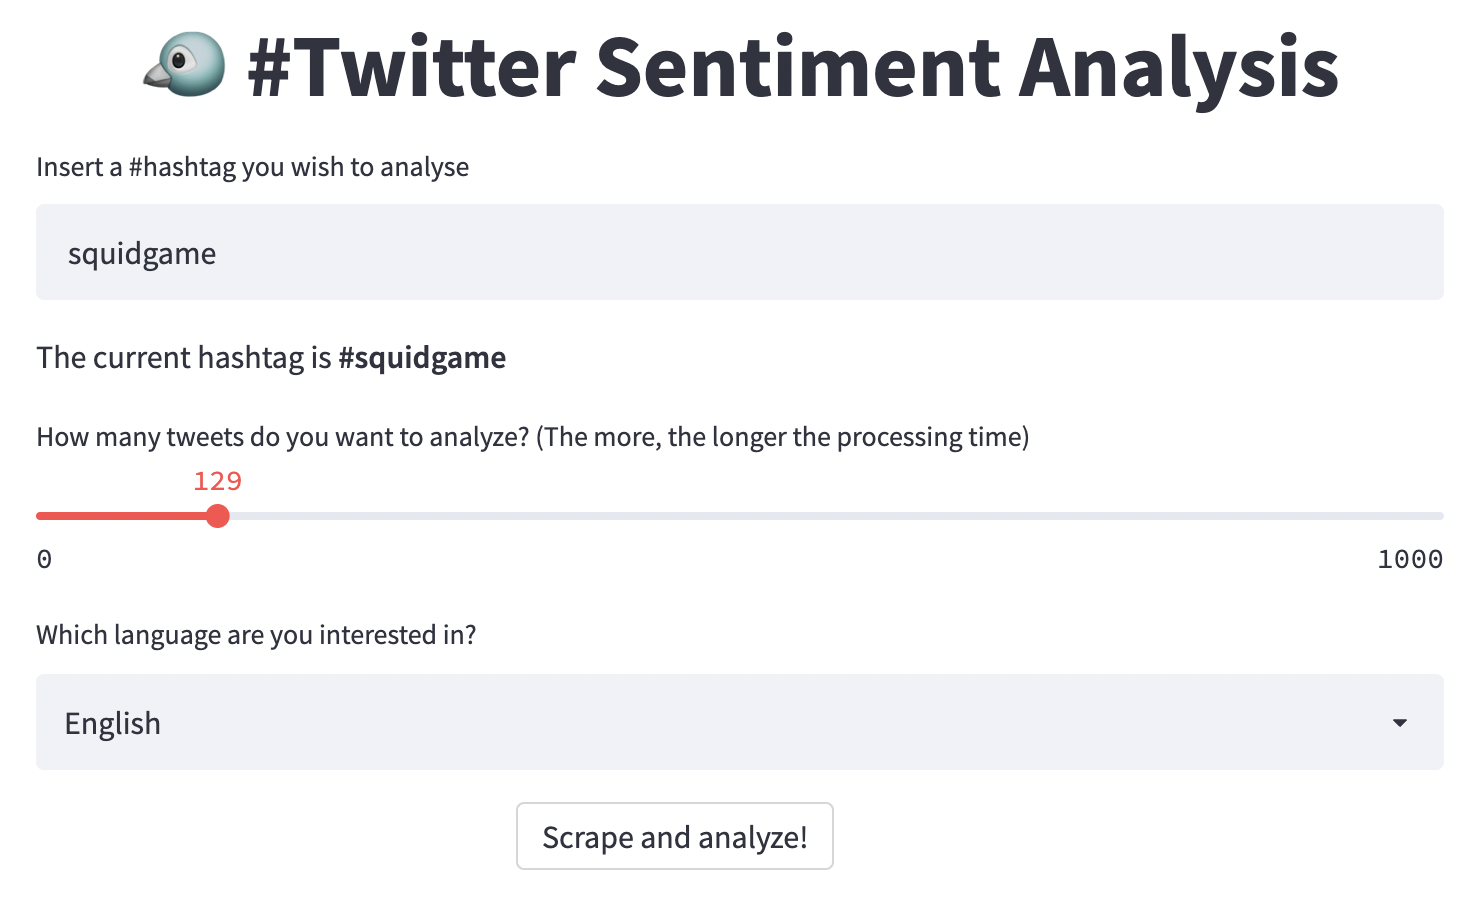 #Twitter Sentiment Analysis
Insert a #hashtag you wish to analyse
squidgame
The current hashtag is #squidgame
How many tweets do you want to analyze? (The more, the longer the processing time)
129
0 1000
Which language are you interested in?
English
Scrape and analyze!